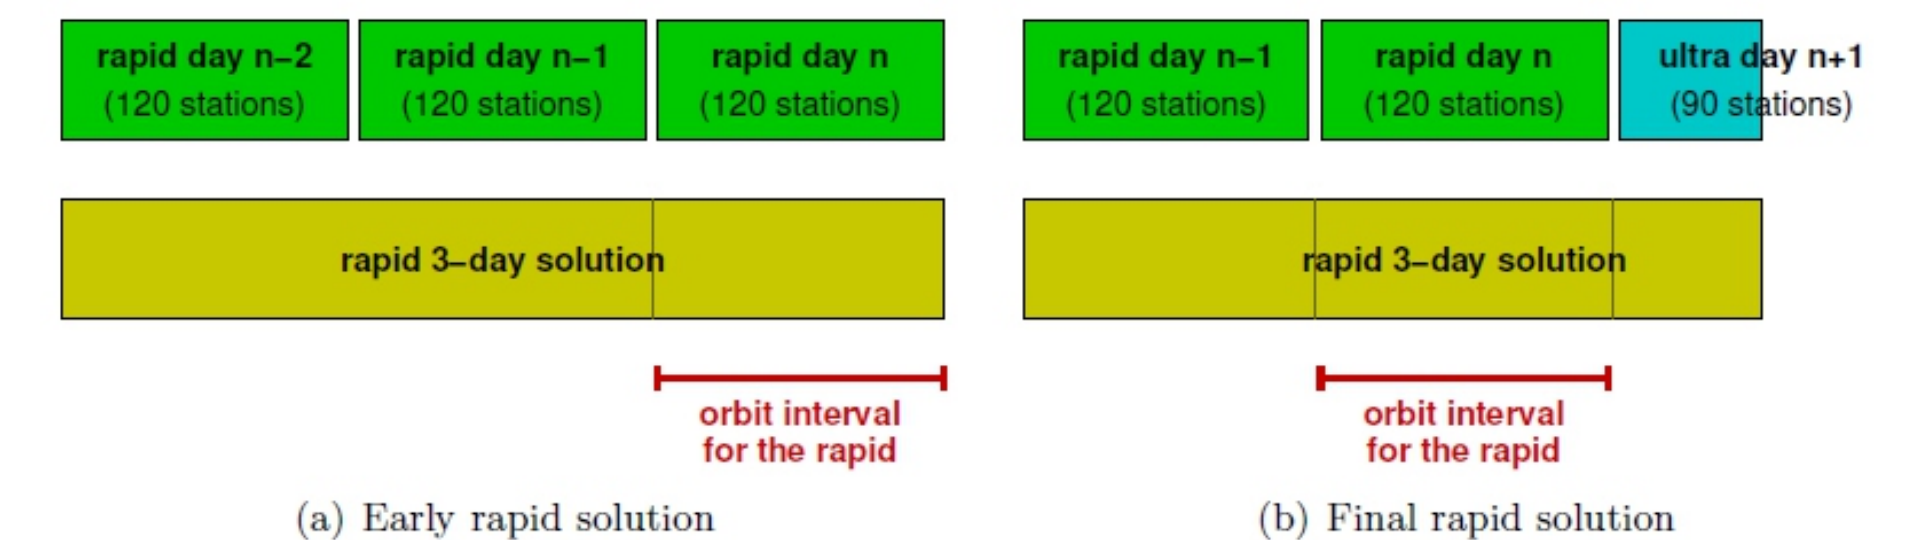 rapid day n–2
(120 stations)
rapid day n–1
(120 stations)
rapid day n
(120 stations)
rapid 3–day solution
orbit interval
for the rapid
(a) Early rapid solution
rapid day n–1
(120 stations)
rapid day n
(120 stations)
ultra day n+1
(90 stations)
rapid 3–day solution
orbit interval
for the rapid
(b) Final rapid solution